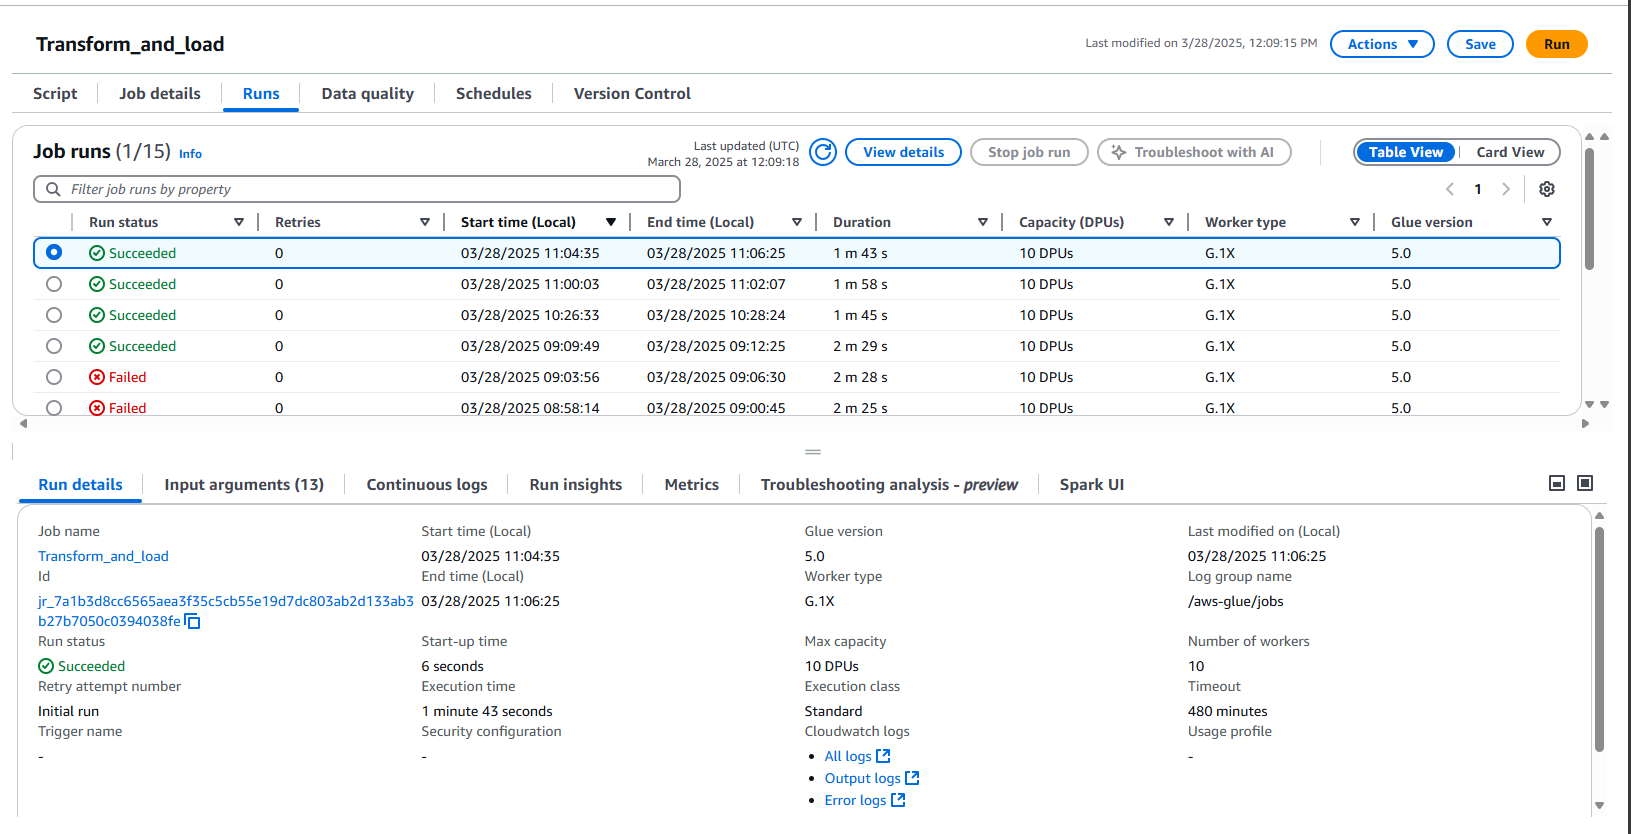 Transform_and_load
Last modified on 3/28/2025, 12:09:15 PM
Actions
Save
Run
Script
Job details
Runs
Data quality
Schedules
Version Control
Job runs (1/15) Info
Last updated (UTC)
March 28, 2025 at 12:09:18
View details
Stop job run
Troubleshoot with AI
Table View
Card View
Filter job runs by property
1
Run status Retries Start time (Local) End time (Local) Duration Capacity (DPUs) Worker type Glue version
Succeeded 0 03/28/2025 11:04:35 03/28/2025 11:06:25 1 m 43 s 10 DPUs G.1X 5.0
Succeeded 0 03/28/2025 11:00:03 03/28/2025 11:02:07 1 m 58 s 10 DPUs G.1X 5.0
Succeeded 0 03/28/2025 10:26:33 03/28/2025 10:28:24 1 m 45 s 10 DPUs G.1X 5.0
Succeeded 0 03/28/2025 09:09:49 03/28/2025 09:12:25 2 m 29 s 10 DPUs G.1X 5.0
Failed 0 03/28/2025 09:03:56 03/28/2025 09:06:30 2 m 28 s 10 DPUs G.1X 5.0
Failed 0 03/28/2025 08:58:14 03/28/2025 09:00:45 2 m 25 s 10 DPUs G.1X 5.0
Run details
Input arguments (13)
Continuous logs
Run insights
Metrics
Troubleshooting analysis - preview
Spark UI
Job name
Transform_and_load
Id
jr_7a1b3d8cc6565aea3f35c5cb55e19d7dc803ab2d133ab3
b27b7050c0394038fe
Run status
Succeeded
Retry attempt number
Initial run
Trigger name
-
Start time (Local)
03/28/2025 11:04:35
End time (Local)
03/28/2025 11:06:25
Start-up time
6 seconds
Execution time
1 minute 43 seconds
Security configuration
-
Glue version
5.0
Worker type
G.1X
Max capacity
10 DPUs
Execution class
Standard
Cloudwatch logs
• All logs
• Output logs
• Error logs
Last modified on (Local)
03/28/2025 11:06:25
Log group name
/aws-glue/jobs
Number of workers
10
Timeout
480 minutes
Usage profile
-